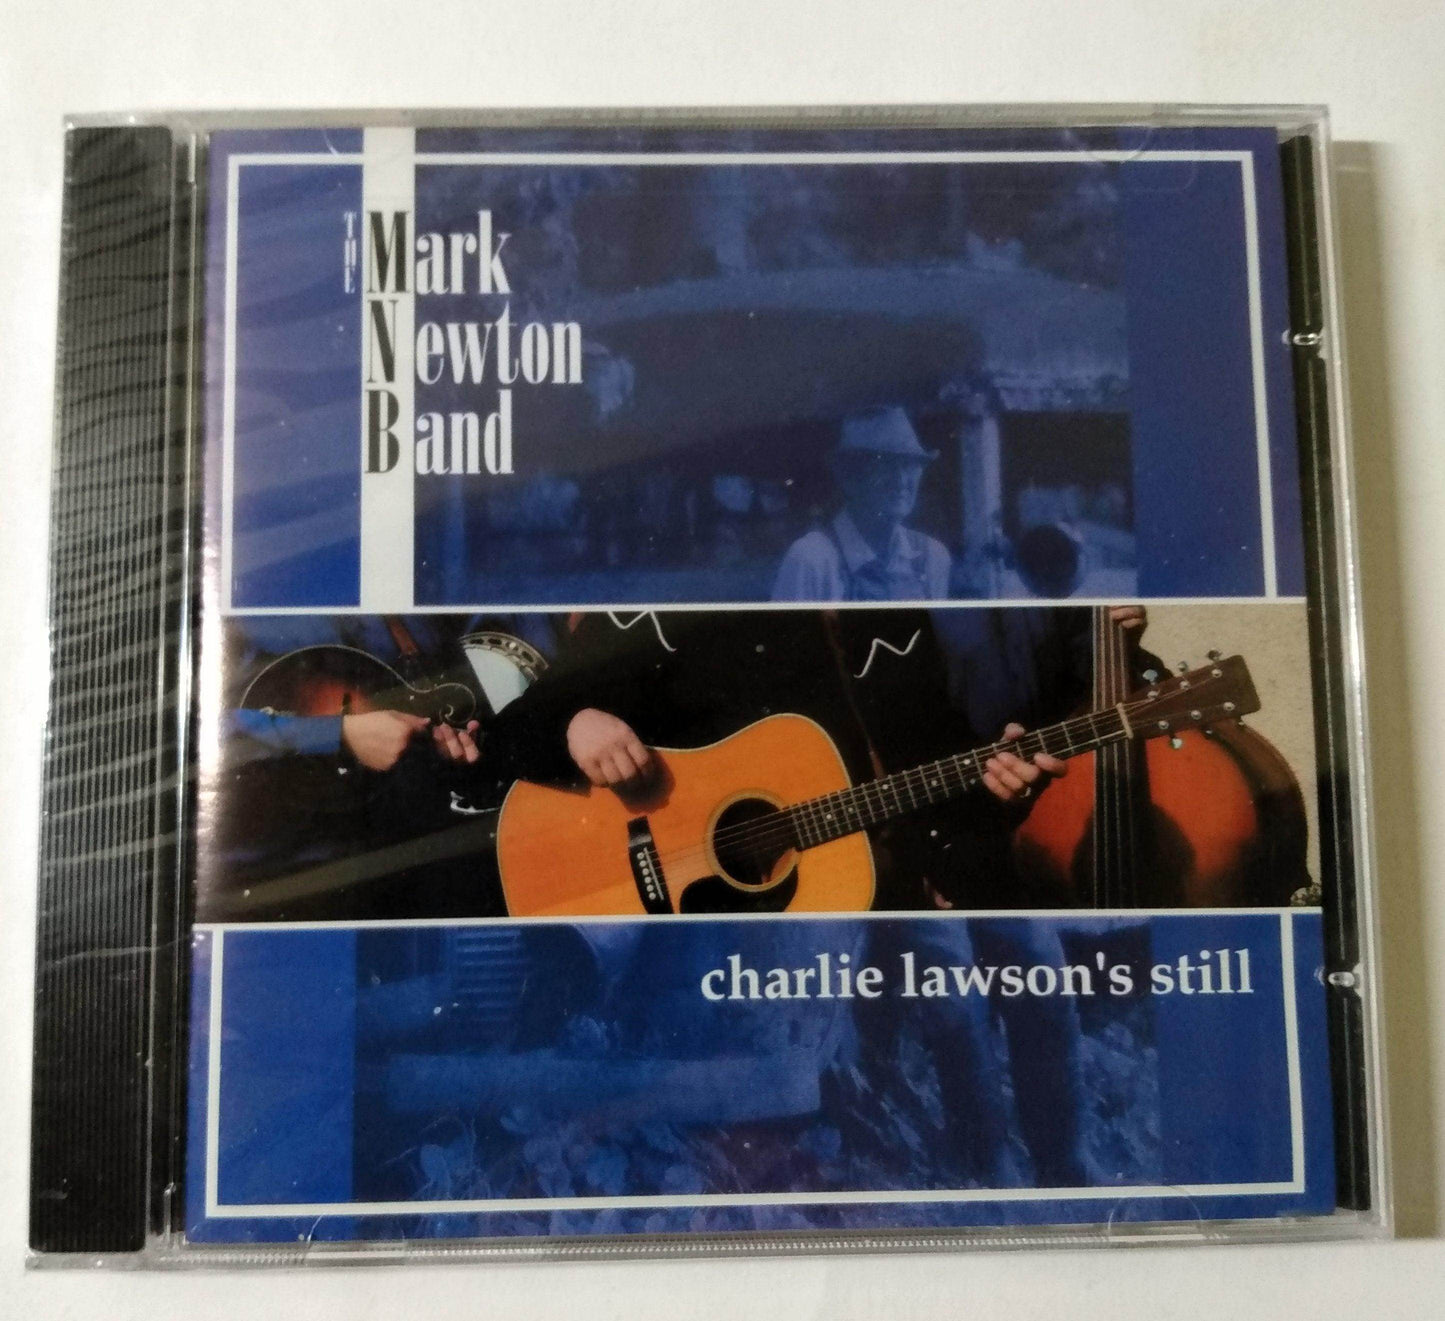 THE Mark
Newton
Band
charlie lawson's still